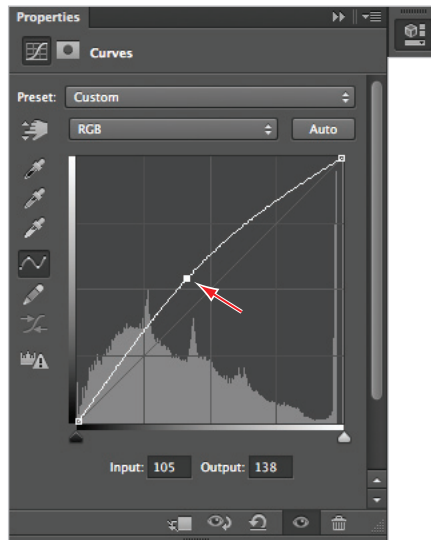 Properties
Curves
Preset: Custom
RGB Auto
Input: 105 Output: 138